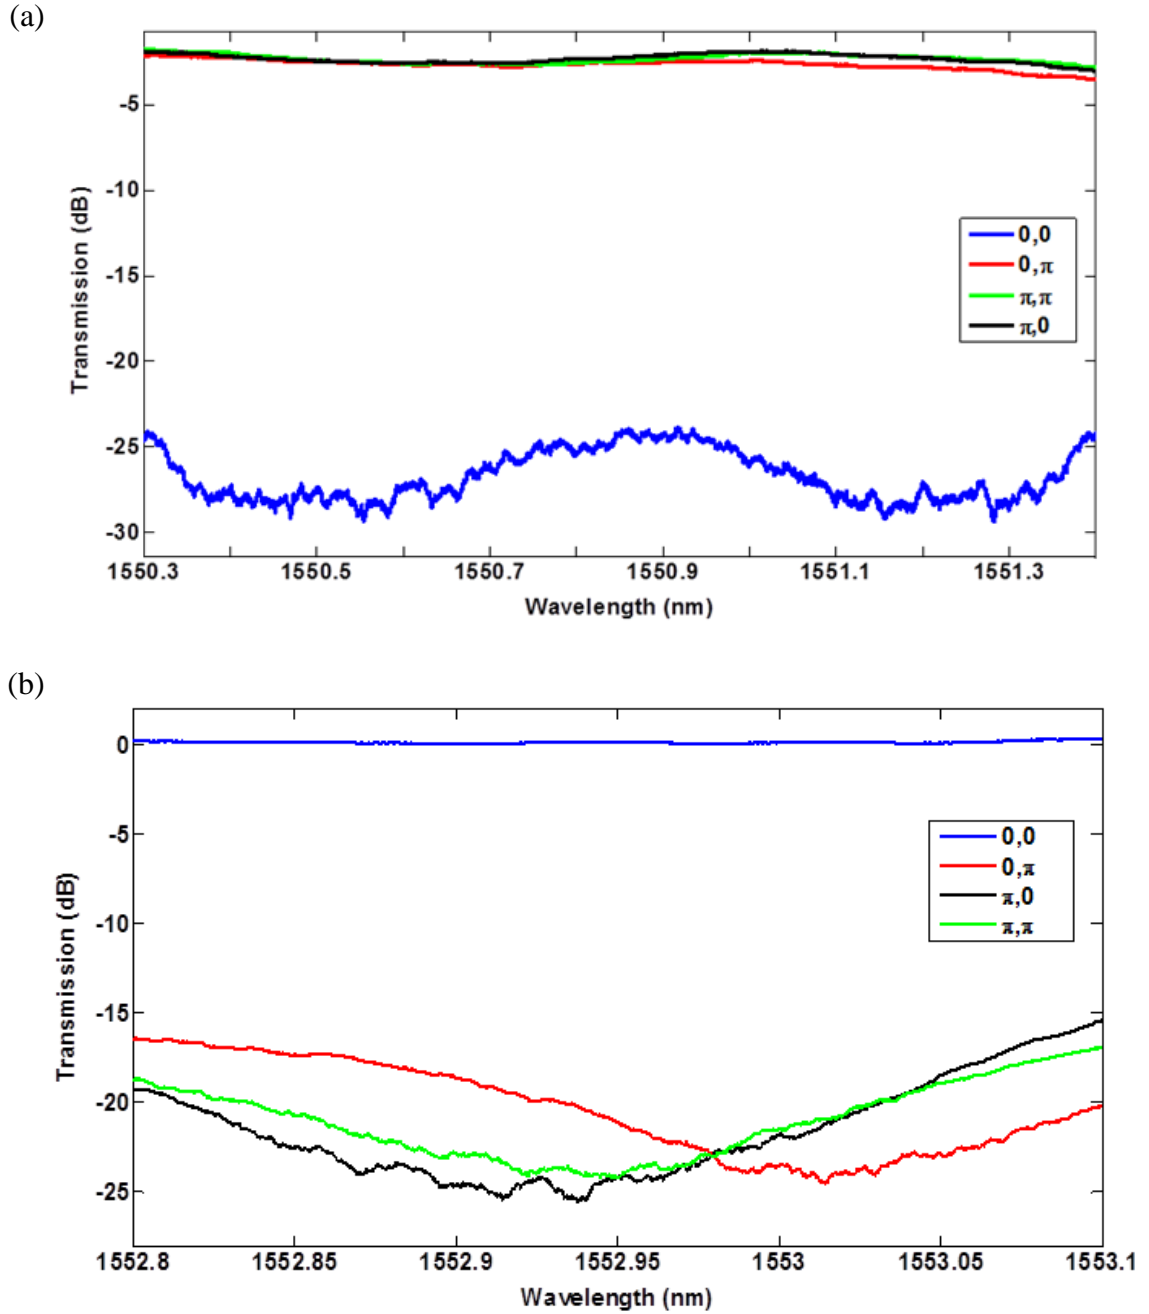 (a)
-5
-10
-15
-20
-25
-30
Transmission (dB)
0,0
0,π
π,π
π,0
1550.3 1550.5 1550.7 1550.9 1551.1 1551.3
Wavelength (nm)
(b)
0
-5
-10
-15
-20
-25
Transmission (dB)
0,0
0,π
π,0
π,π
1552.8 1552.85 1552.9 1552.95 1553 1553.05 1553.1
Wavelength (nm)